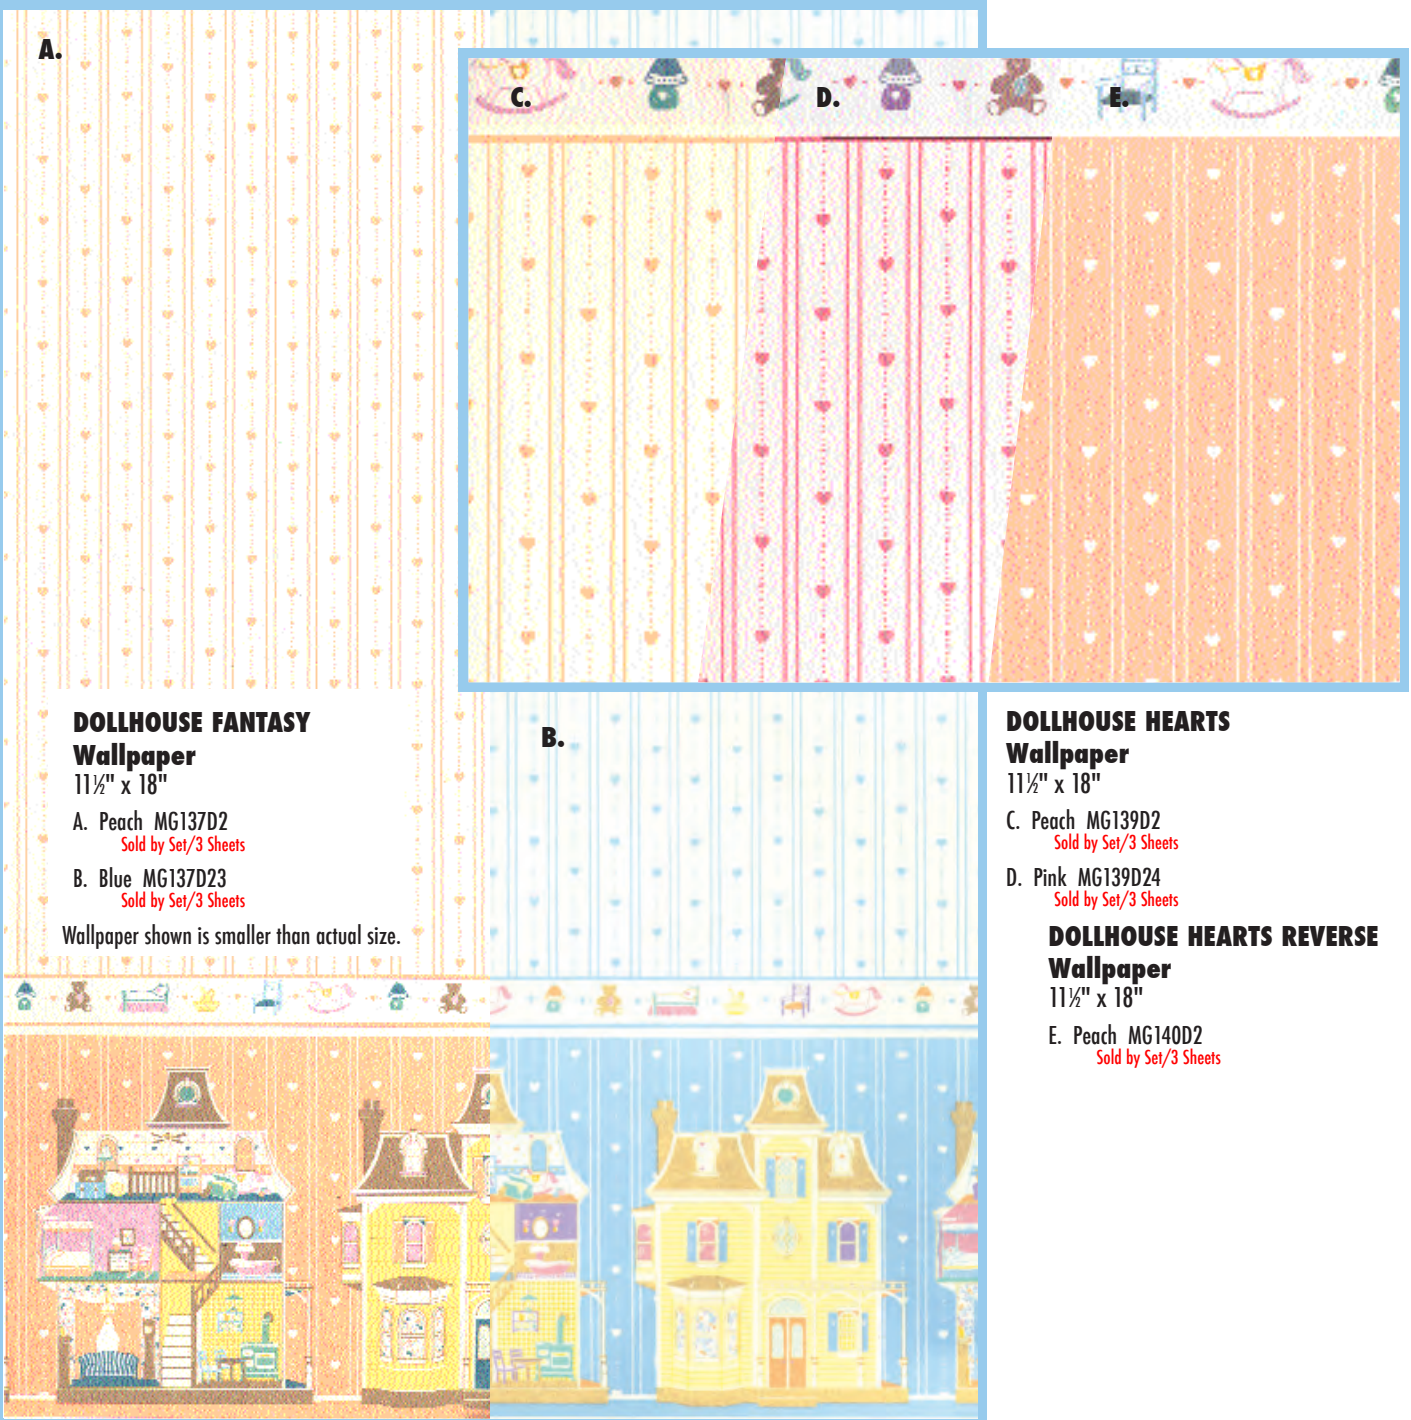 A.
C.
D.
E.
DOLLHOUSE FANTASY
Wallpaper
11½" x 18"
A. Peach MG137D2
Sold by Set/3 Sheets
B. Blue MG137D23
Sold by Set/3 Sheets
Wallpaper shown is smaller than actual size.
B.
DOLLHOUSE HEARTS
Wallpaper
11½" x 18"
C. Peach MG139D2
Sold by Set/3 Sheets
D. Pink MG139D24
Sold by Set/3 Sheets
DOLLHOUSE HEARTS REVERSE
Wallpaper
11½" x 18"
E. Peach MG140D2
Sold by Set/3 Sheets